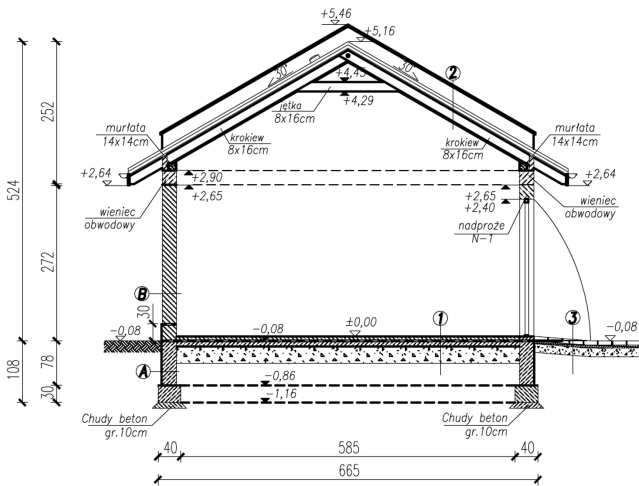 +5,46
+5,16
30°
30°
+4,45
+4,29
2
252
jętka
8x16cm
murłata
14x14cm
krokiew
8x16cm
krokiew
8x16cm
murłata
14x14cm
+2,64
+2,90
+2,65
+2,65
+2,40
+2,64
524
wieniec
obwodowy
wieniec
obwodowy
nadproże
N-1
272
B
30
-0,08
-0,08
±0,00
1
3
-0,08
108
78
30
A
-0,86
-1,16
Chudy beton
gr.10cm
Chudy beton
gr.10cm
40
585
40
665